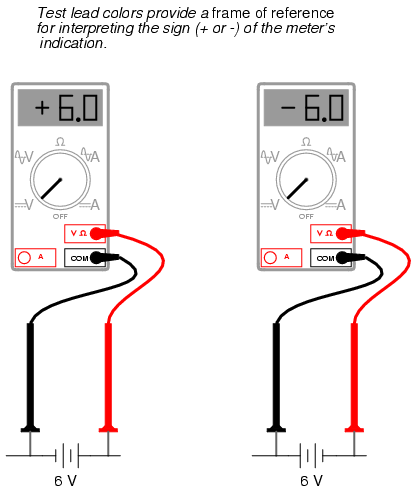 Test lead colors provide a frame of reference
for interpreting the sign (+ or -) of the meter's
indication.
+ 6.0
Ω
V
A
V
A
OFF
V Ω
A
COM
6 V
- 6.0
Ω
V
A
V
A
OFF
V Ω
A
COM
6 V